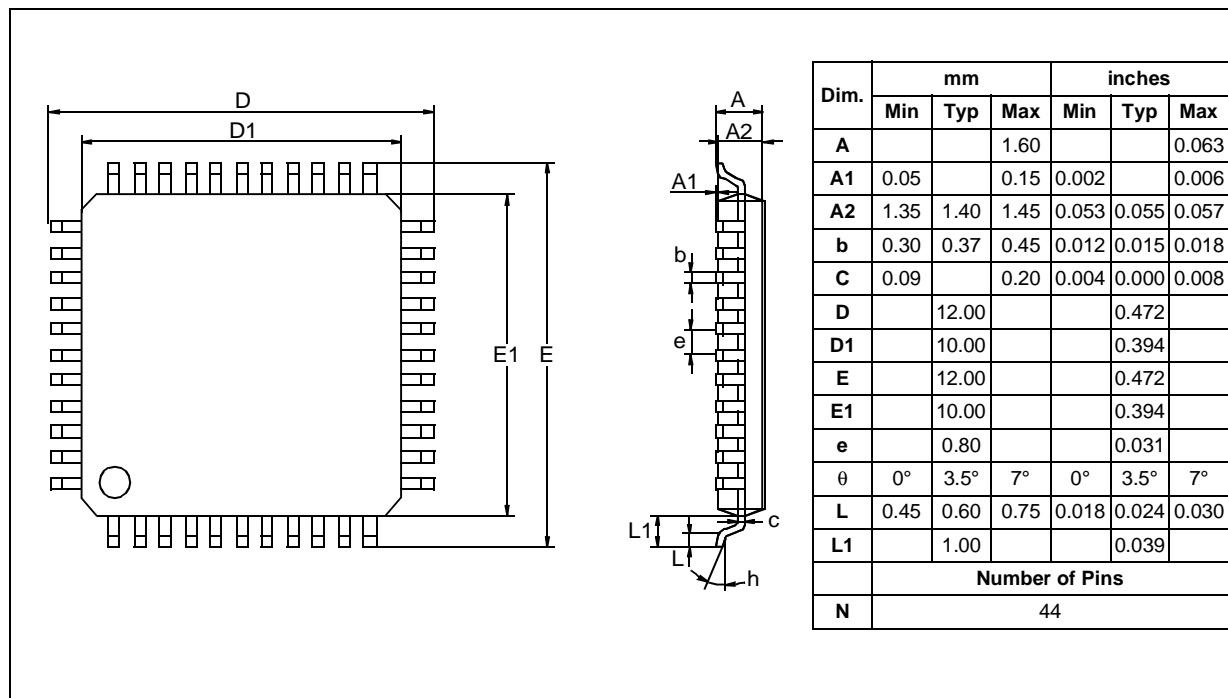 D
D1
E1
E
A
A2
A1
b
e
L1
L
c
h
Dim. mm inches
Min Typ Max Min Typ Max
A 1.60 0.063
A1 0.05 0.15 0.002 0.006
A2 1.35 1.40 1.45 0.053 0.055 0.057
b 0.30 0.37 0.45 0.012 0.015 0.018
C 0.09 0.20 0.004 0.000 0.008
D 12.00 0.472
D1 10.00 0.394
E 12.00 0.472
E1 10.00 0.394
e 0.80 0.031
θ 0° 3.5° 7° 0° 3.5° 7°
L 0.45 0.60 0.75 0.018 0.024 0.030
L1 1.00 0.039
Number of Pins
N 44